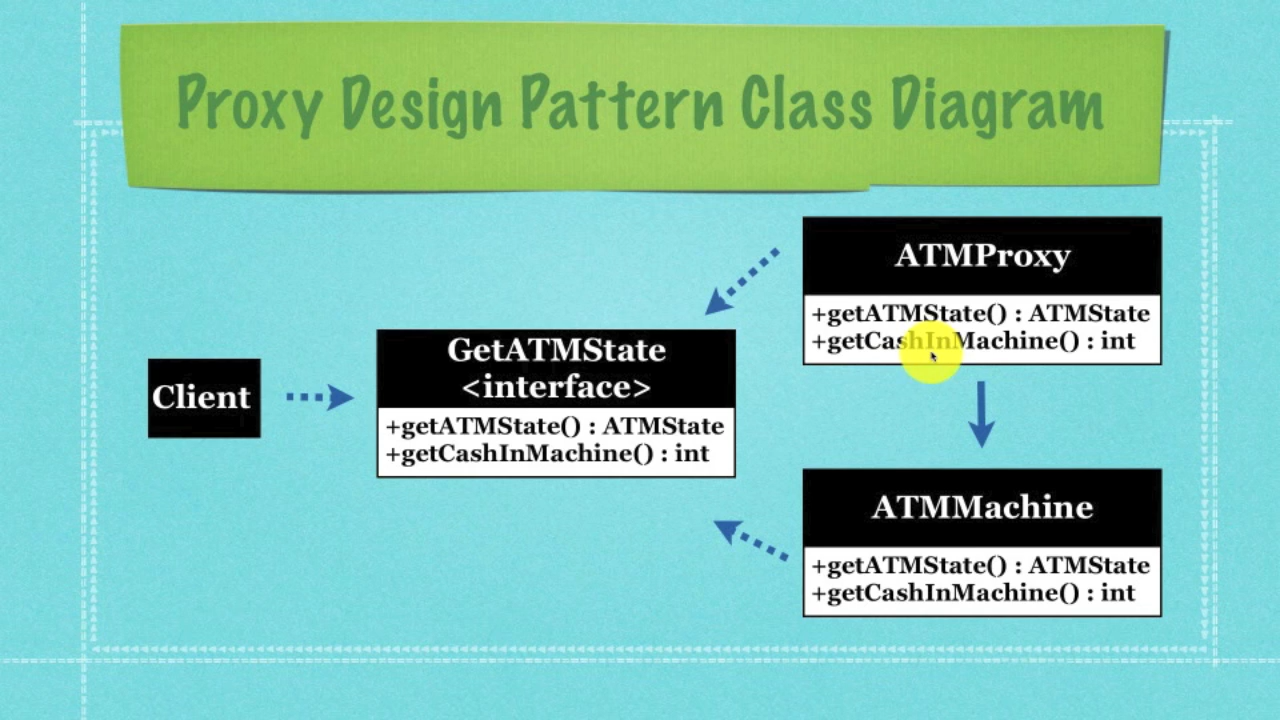 Proxy Design Pattern Class Diagram
ATMProxy
+getATMState() : ATMState
+getCashInMachine() : int
GetATMState
<interface>
+getATMState() : ATMState
+getCashInMachine() : int
Client
ATMMachine
+getATMState() : ATMState
+getCashInMachine() : int